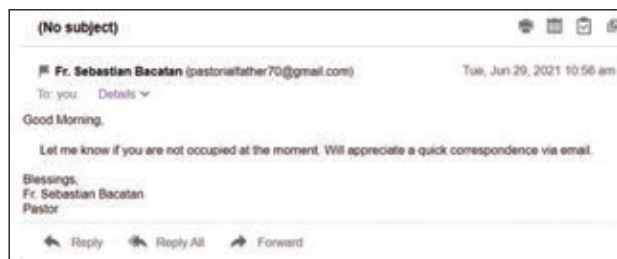 (No subject)
Fr. Sebastian Bacatan (pastorialfather70@gmail.com) Tue, Jun 29, 2021 10:56 am
To: you Details
Good Morning,
Let me know if you are not occupied at the moment. Will appreciate a quick correspondence via email.
Blessings,
Fr. Sebastian Bacatan
Pastor
Reply Reply All Forward